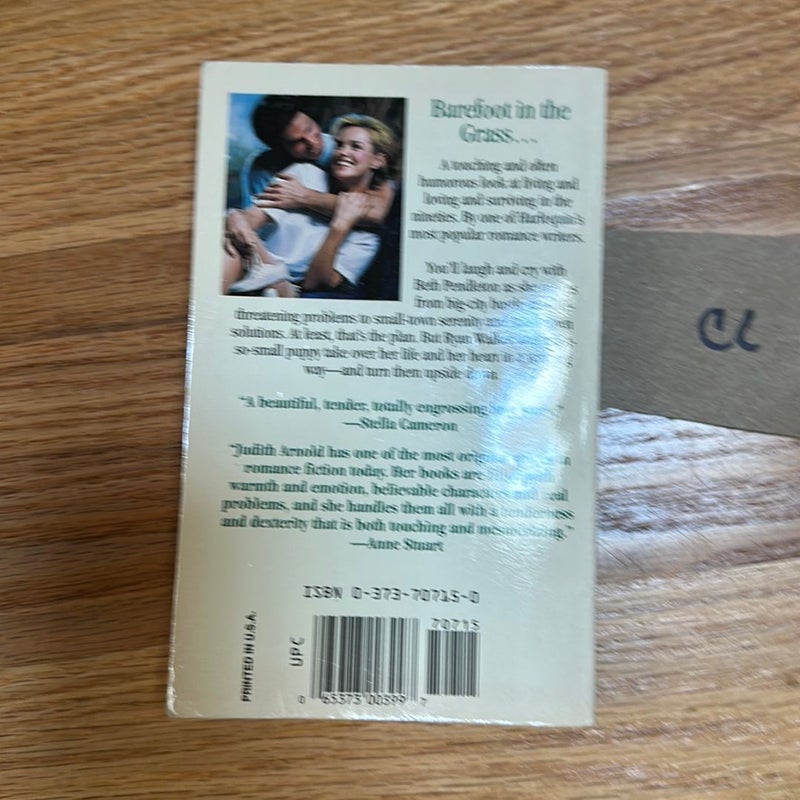 Barefoot in the
Grass...
A touching and often
humorous look at living and
loving and surviving in the
nineties. By one of Harlequin's
most popular romance writers.
You'll laugh and cry with
Beth Pendleton as she
from big-city
threatening problems to small-town serenity
solutions. At least, that's the plan. But Ryan
so-small puppy take over her life and her heart in
way—and turn them upside down.
"A beautiful, tender, totally engrossing
—Stella Cameron
"Judith Arnold has one of the most
romance fiction today. Her books are
warmth and emotion, believable characters and real
problems, and she handles them all with a tenderness
and dexterity that is both touching and mesmerizing."
—Anne Stuart
ISBN 0-373-70715-0
70715
UPC
PRINTED IN U.S.A.
0 65373 00399 7
CL